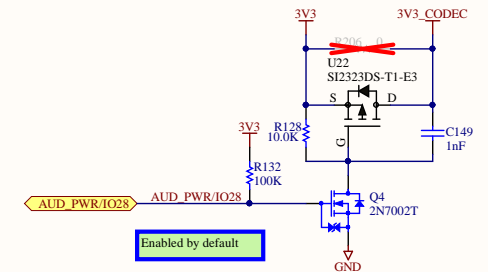 3V3
3V3_CODEC
R206 0
U22
SI2323DS-T1-E3
S
D
G
R128
10.0K
C149
1nF
3V3
R132
100K
AUD_PWR/IO28
AUD_PWR/IO28
Q4
2N7002T
Enabled by default
GND